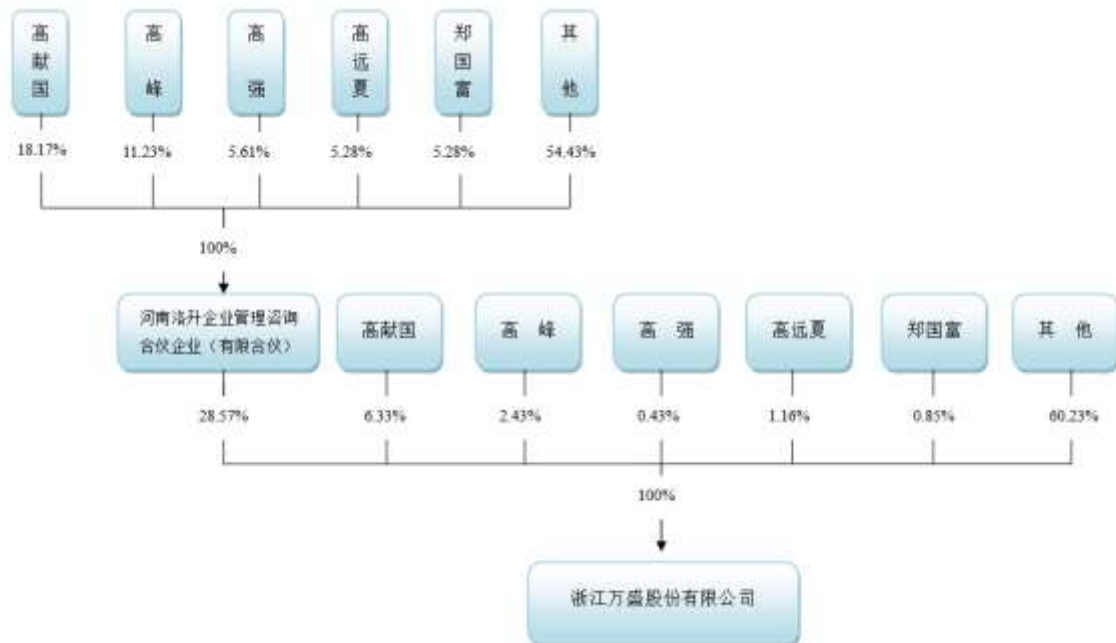 高献国
高峰
高强
高远夏
郑国富
其他
18.17%
11.23%
5.61%
5.28%
5.28%
54.43%
100%
河南洛升企业管理咨询
合伙企业（有限合伙）
高献国
高 峰
高 强
高远夏
郑国富
其 他
28.57%
6.33%
2.43%
0.43%
1.16%
0.85%
60.23%
100%
浙江万盛股份有限公司